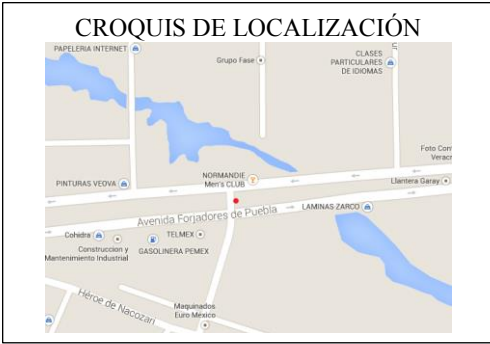 CROQUIS DE LOCALIZACIÓN
PAPELERIA INTERNET
Grupo Fase
CLASES
PARTICULARES
DE IDIOMAS
Foto Con
Veracr
NORMANDIE
Men's CLUB
PINTURAS VEOVA
Llantera Garay
LAMINAS ZARCO
Avenida Forjadores de Puebla
Cohidra
TELMEX
Construccion y
Mantenimiento Industrial
GASOLINERA PEMEX
Héroe de Nacozari
Maquinados
Euro Mexico